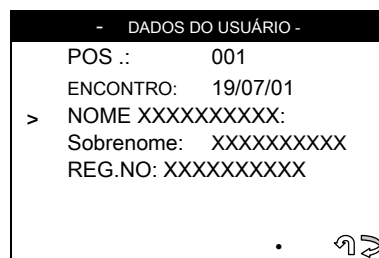 - DADOS DO USUÁRIO -
POS .: 001
ENCONTRO: 19/07/01
> NOME XXXXXXXXXX:
Sobrenome: XXXXXXXXXX
REG.NO: XXXXXXXXXX